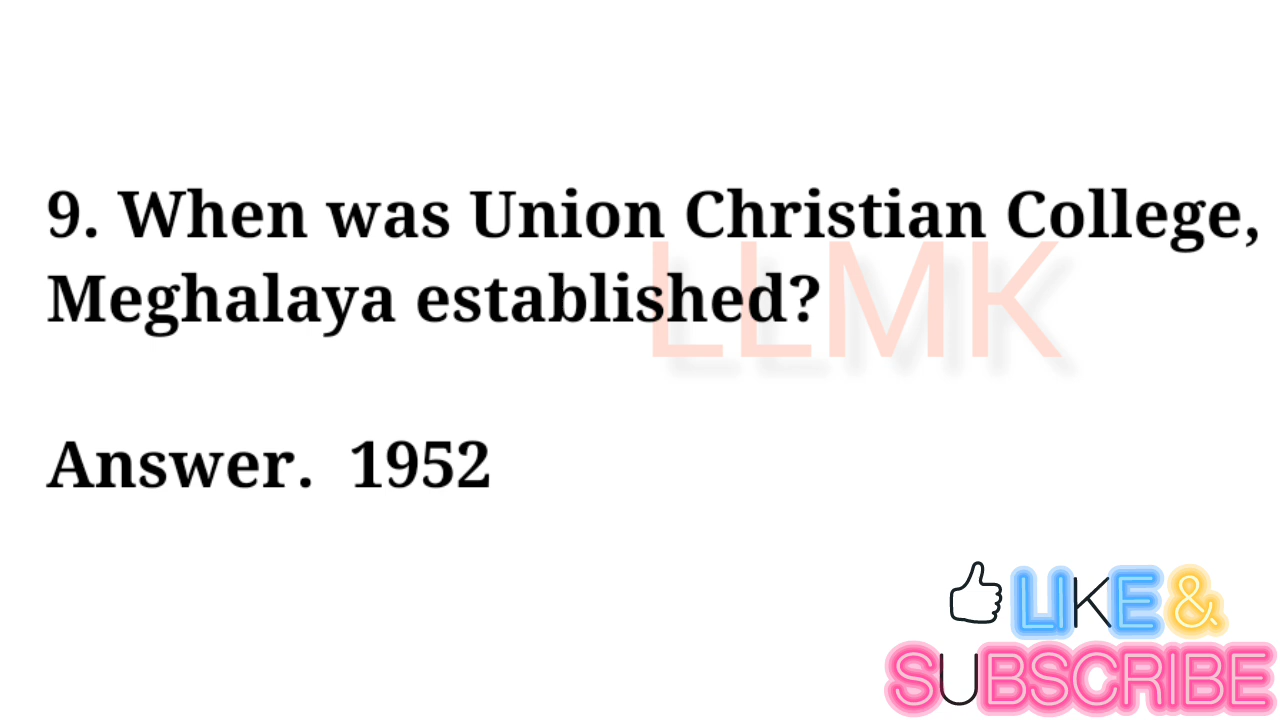 9. When was Union Christian College,
Meghalaya established?
LLMK
Answer. 1952
LIKE &
SUBSCRIBE